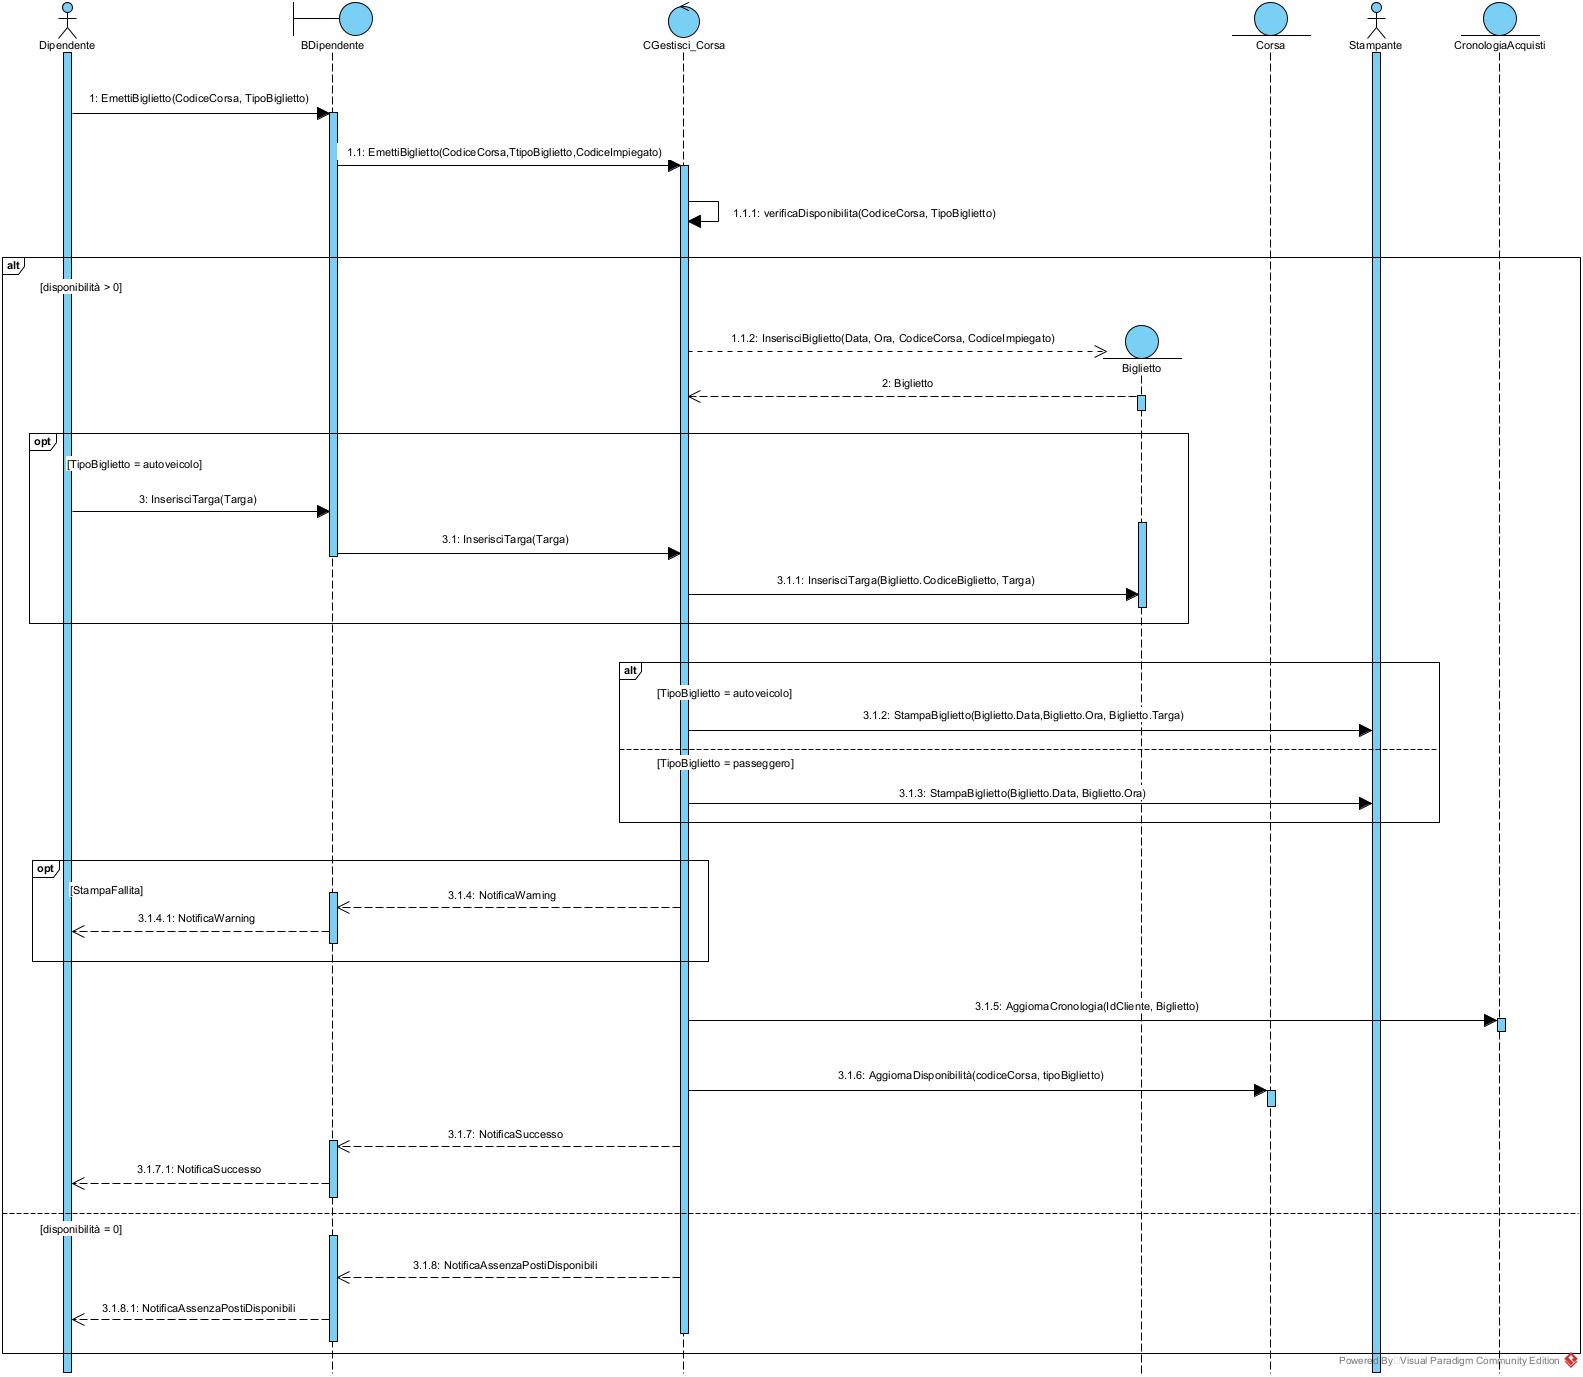 Dipendente
BDipendente
CGestisci_Corsa
Corsa
Stampante
CronologiaAcquisti
1: EmettiBiglietto(CodiceCorsa, TipoBiglietto)
1.1: EmettiBiglietto(CodiceCorsa,TtipoBiglietto,CodiceImpiegato)
1.1.1: verificaDisponibilita(CodiceCorsa, TipoBiglietto)
alt
[disponibilità > 0]
1.1.2: InserisciBiglietto(Data, Ora, CodiceCorsa, CodiceImpiegato)
Biglietto
2: Biglietto
opt
[TipoBiglietto = autoveicolo]
3: InserisciTarga(Targa)
3.1: InserisciTarga(Targa)
3.1.1: InserisciTarga(Biglietto.CodiceBiglietto, Targa)
alt
[TipoBiglietto = autoveicolo]
3.1.2: StampaBiglietto(Biglietto.Data,Biglietto.Ora, Biglietto.Targa)
[TipoBiglietto = passeggero]
3.1.3: StampaBiglietto(Biglietto.Data, Biglietto.Ora)
opt
[StampaFallita]
3.1.4: NotificaWarning
3.1.4.1: NotificaWarning
3.1.5: AggiornaCronologia(IdCliente, Biglietto)
3.1.6: AggiornaDisponibilità(codiceCorsa, tipoBiglietto)
3.1.7: NotificaSuccesso
3.1.7.1: NotificaSuccesso
[disponibilità = 0]
3.1.8: NotificaAssenzaPostiDisponibili
3.1.8.1: NotificaAssenzaPostiDisponibili
Powered By Visual Paradigm Community Edition